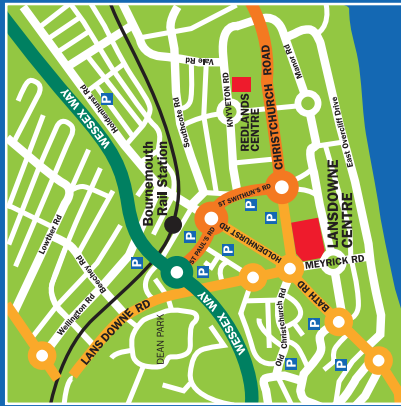 Vale Rd
Manor Rd
Holdenhurst Rd
P
WESSEX WAY
Southcote Rd
KNYVETON RD
REDLANDS
CENTRE
CHRISTCHURCH ROAD
East Overcliff Drive
Bournemouth
Rail Station
ST SWITHUN'S RD
P
P
LANSDOWNE
CENTRE
Lowther Rd
P
ST PAUL'S RD
P
HOLDENHURST RD
Beechey Rd
P
P
MEYRICK RD
Wellington Rd
LANSDOWNE RD
WESSEX WAY
Old Christchurch Rd
BATH RD
DEAN PARK
P
P
P